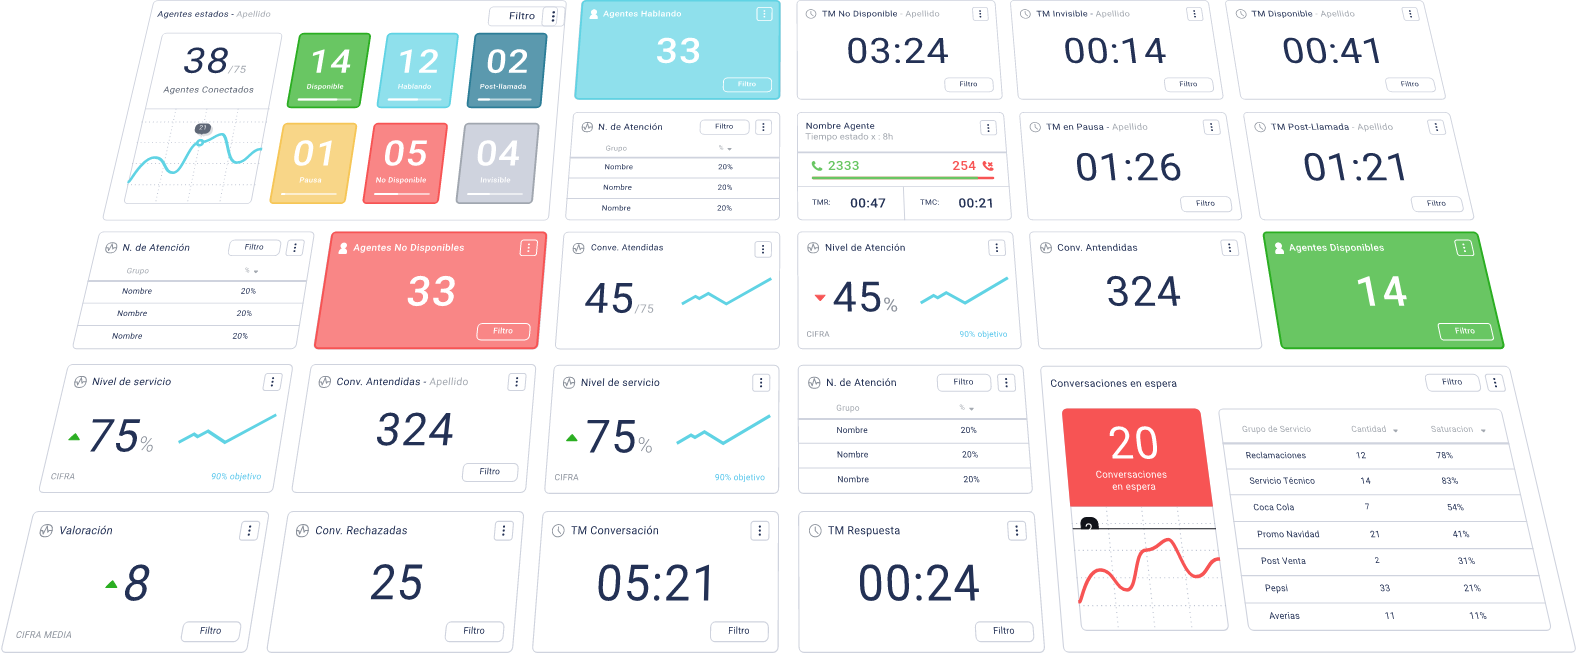 Agentes estados - Apellido
Filtro
38/75
Agentes Conectados
21
14
Disponible
12
Hablando
02
Post-llamada
01
Pausa
05
No Disponible
04
Invisible
Agentes Hablando
33
Filtro
TM No Disponible - Apellido
03:24
Filtro
TM Invisible - Apellido
00:14
Filtro
TM Disponible - Apellido
00:41
Filtro
N. de Atención
Filtro
Grupo %
Nombre 20%
Nombre 20%
Nombre 20%
Nombre Agente
Tiempo estado x : 8h
2333 254
TMR: 00:47 TMC: 00:21
TM en Pausa - Apellido
01:26
Filtro
TM Post-Llamada - Apellido
01:21
Filtro
N. de Atención
Filtro
Grupo %
Nombre 20%
Nombre 20%
Nombre 20%
Agentes No Disponibles
33
Filtro
Conve. Atendidas
45/75
Nivel de Atención
45%
CIFRA 90% objetivo
Conv. Antendidas
324
Agentes Disponibles
14
Filtro
Nivel de servicio
75%
CIFRA 90% objetivo
Conv. Antendidas - Apellido
324
Filtro
Nivel de servicio
75%
CIFRA 90% objetivo
N. de Atención
Filtro
Grupo %
Nombre 20%
Nombre 20%
Nombre 20%
Conversaciones en espera
Filtro
20
Conversaciones
en espera
2
Grupo de Servicio Cantidad Saturacion
Reclamaciones 12 78%
Servicio Técnico 14 83%
Coca Cola 7 54%
Promo Navidad 21 41%
Post Venta 2 31%
Pepsi 33 21%
Averias 11 11%
Valoración
8
CIFRA MEDIA
Filtro
Conv. Rechazadas
25
Filtro
TM Conversación
05:21
Filtro
TM Respuesta
00:24
Filtro